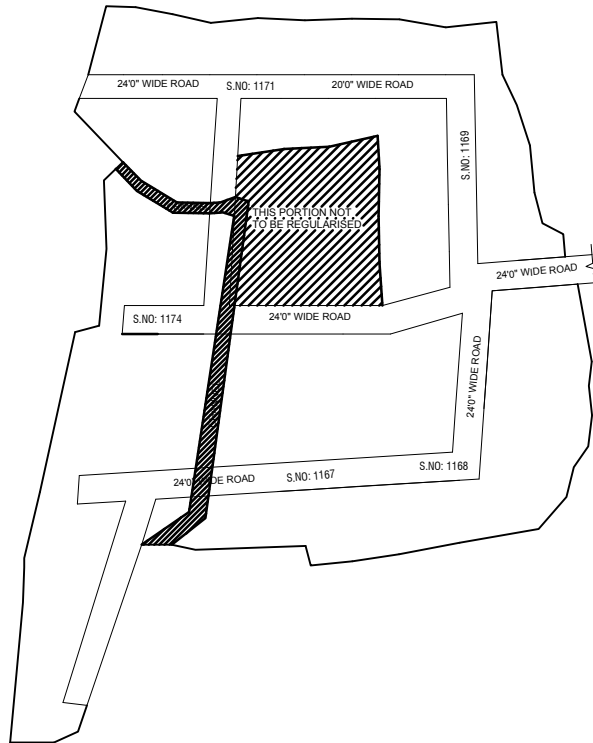 24'0" WIDE ROAD
S.NO: 1171
20'0" WIDE ROAD
S.NO: 1169
THIS PORTION NOT
TO BE REGULARISED
24'0" WIDE ROAD
S.NO: 1174
24'0" WIDE ROAD
24'0" WIDE ROAD
24'0" WIDE ROAD
S.NO: 1167
S.NO: 1168